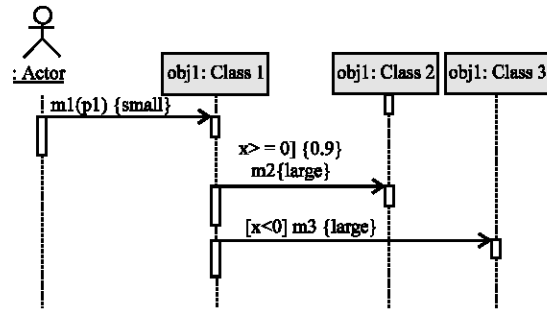 : Actor
obj1: Class 1
obj1: Class 2
obj1: Class 3
m1(p1) {small}
x> = 0] {0.9}
m2{large}
[x<0] m3 {large}